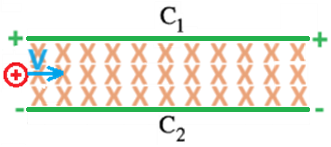 C₁
+ +
V
X X X X X X X X X X X
+ X X X X X X X X X X X
X X X X X X X X X X X
- -
C₂